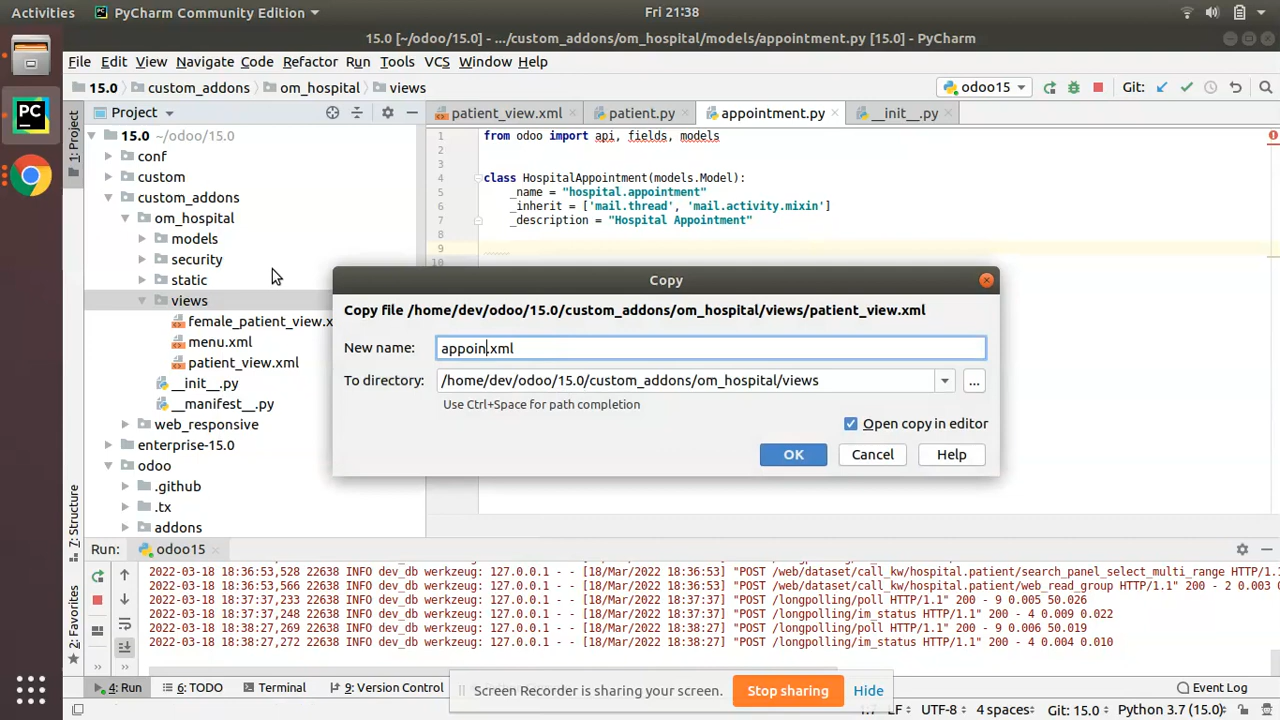 Activities PyCharm Community Edition Fri 21:38
15.0 [~/odoo/15.0] - .../custom_addons/om_hospital/models/appointment.py [15.0] - PyCharm
File Edit View Navigate Code Refactor Run Tools VCS Window Help
15.0 custom_addons om_hospital views odoo15 Git:
1: Project
Project
patient_view.xml patient.py appointment.py __init__.py
15.0 ~/odoo/15.0
conf
custom
custom_addons
om_hospital
models
security
static
views
female_patient_view.x
menu.xml
patient_view.xml
__init__.py
__manifest__.py
web_responsive
enterprise-15.0
odoo
.github
.tx
addons
1 from odoo import api, fields, models
2
3
4 class HospitalAppointment(models.Model):
5 _name = "hospital.appointment"
6 _inherit = ['mail.thread', 'mail.activity.mixin']
7 _description = "Hospital Appointment"
8
9
10
Copy
Copy file /home/dev/odoo/15.0/custom_addons/om_hospital/views/patient_view.xml
New name: appoin.xml
To directory: /home/dev/odoo/15.0/custom_addons/om_hospital/views ...
Use Ctrl+Space for path completion
Open copy in editor
OK Cancel Help
7: Structure
2: Favorites
Run: odoo15
2022-03-18 18:36:53,528 22638 INFO dev_db werkzeug: 127.0.0.1 - - [18/Mar/2022 18:36:53] "POST /web/dataset/call_kw/hospital.patient/search_panel_select_multi_range HTTP/1.
2022-03-18 18:36:53,566 22638 INFO dev_db werkzeug: 127.0.0.1 - - [18/Mar/2022 18:36:53] "POST /web/dataset/call_kw/hospital.patient/web_read_group HTTP/1.1" 200 - 2 0.003
2022-03-18 18:37:37,233 22638 INFO dev_db werkzeug: 127.0.0.1 - - [18/Mar/2022 18:37:37] "POST /longpolling/poll HTTP/1.1" 200 - 9 0.005 50.026
2022-03-18 18:37:37,248 22638 INFO dev_db werkzeug: 127.0.0.1 - - [18/Mar/2022 18:37:37] "POST /longpolling/im_status HTTP/1.1" 200 - 4 0.009 0.022
2022-03-18 18:38:27,269 22638 INFO dev_db werkzeug: 127.0.0.1 - - [18/Mar/2022 18:38:27] "POST /longpolling/poll HTTP/1.1" 200 - 9 0.006 50.019
2022-03-18 18:38:27,642 22638 INFO dev_db werkzeug: 127.0.0.1 - - [18/Mar/2022 18:38:27] "POST /longpolling/im_status HTTP/1.1" 200 - 4 0.004 0.010
4: Run 6: TODO Terminal 9: Version Control Event Log
Screen Recorder is sharing your screen. Stop sharing Hide
LF UTF-8 4 spaces Git: 15.0 Python 3.7 (15.0)